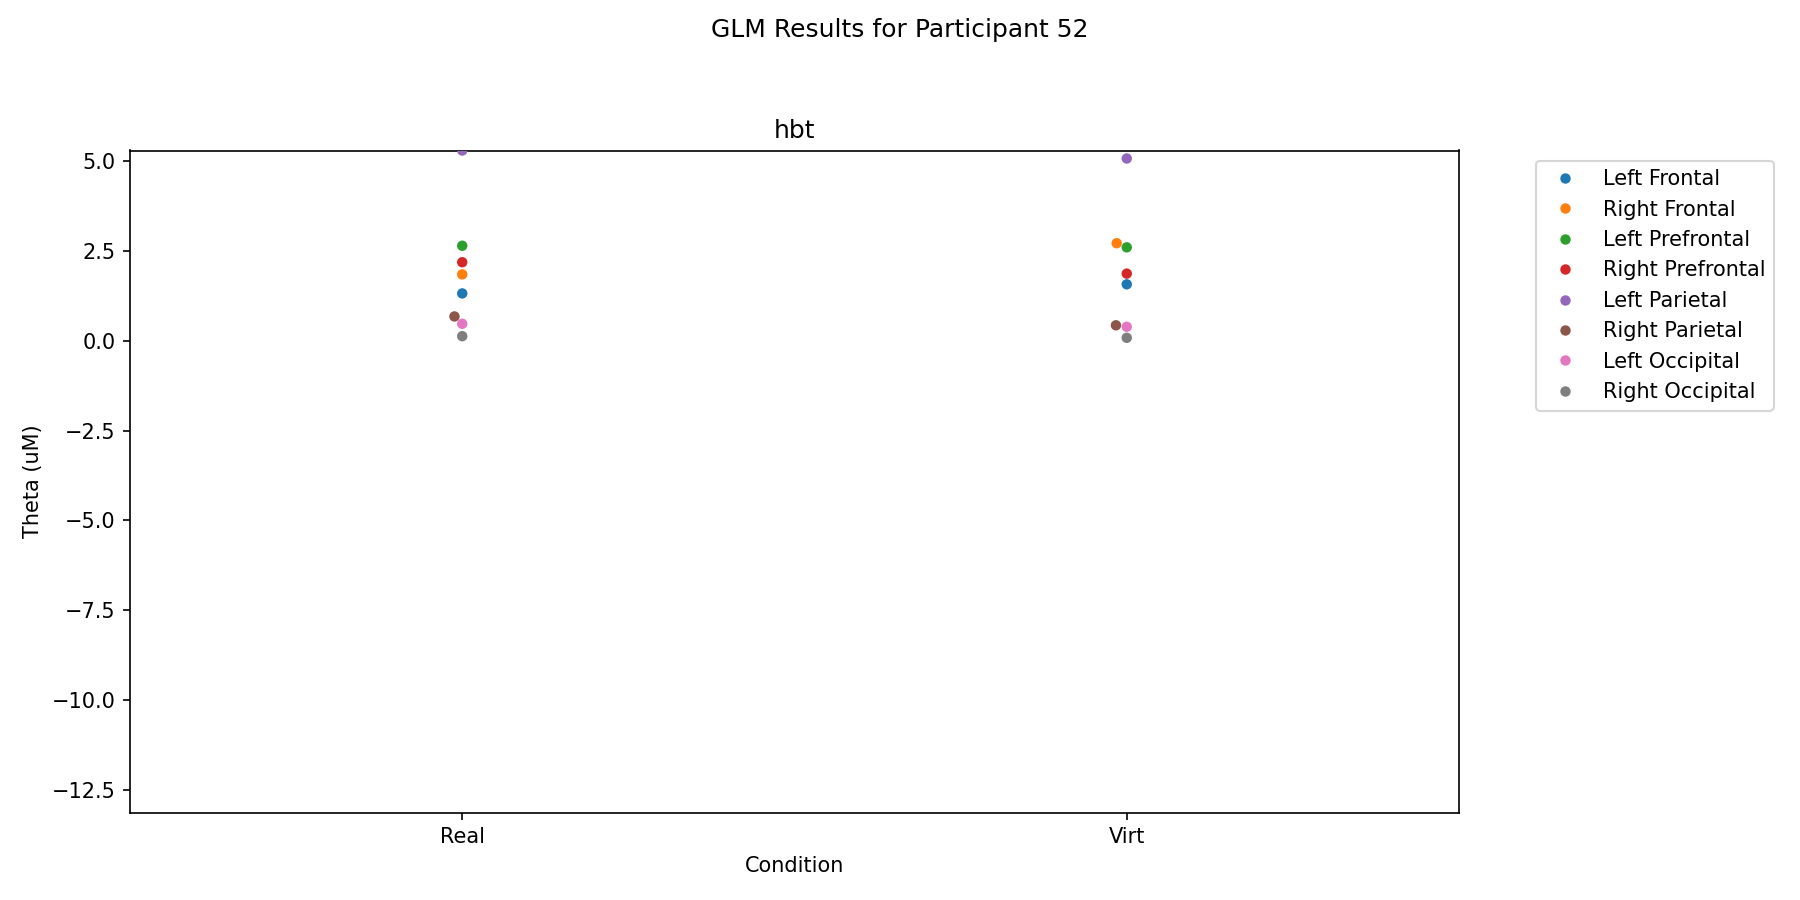 GLM Results for Participant 52
hbt
5.0
2.5
0.0
−2.5
−5.0
−7.5
−10.0
−12.5
Theta (uM)
Real
Virt
Condition
Left Frontal
Right Frontal
Left Prefrontal
Right Prefrontal
Left Parietal
Right Parietal
Left Occipital
Right Occipital